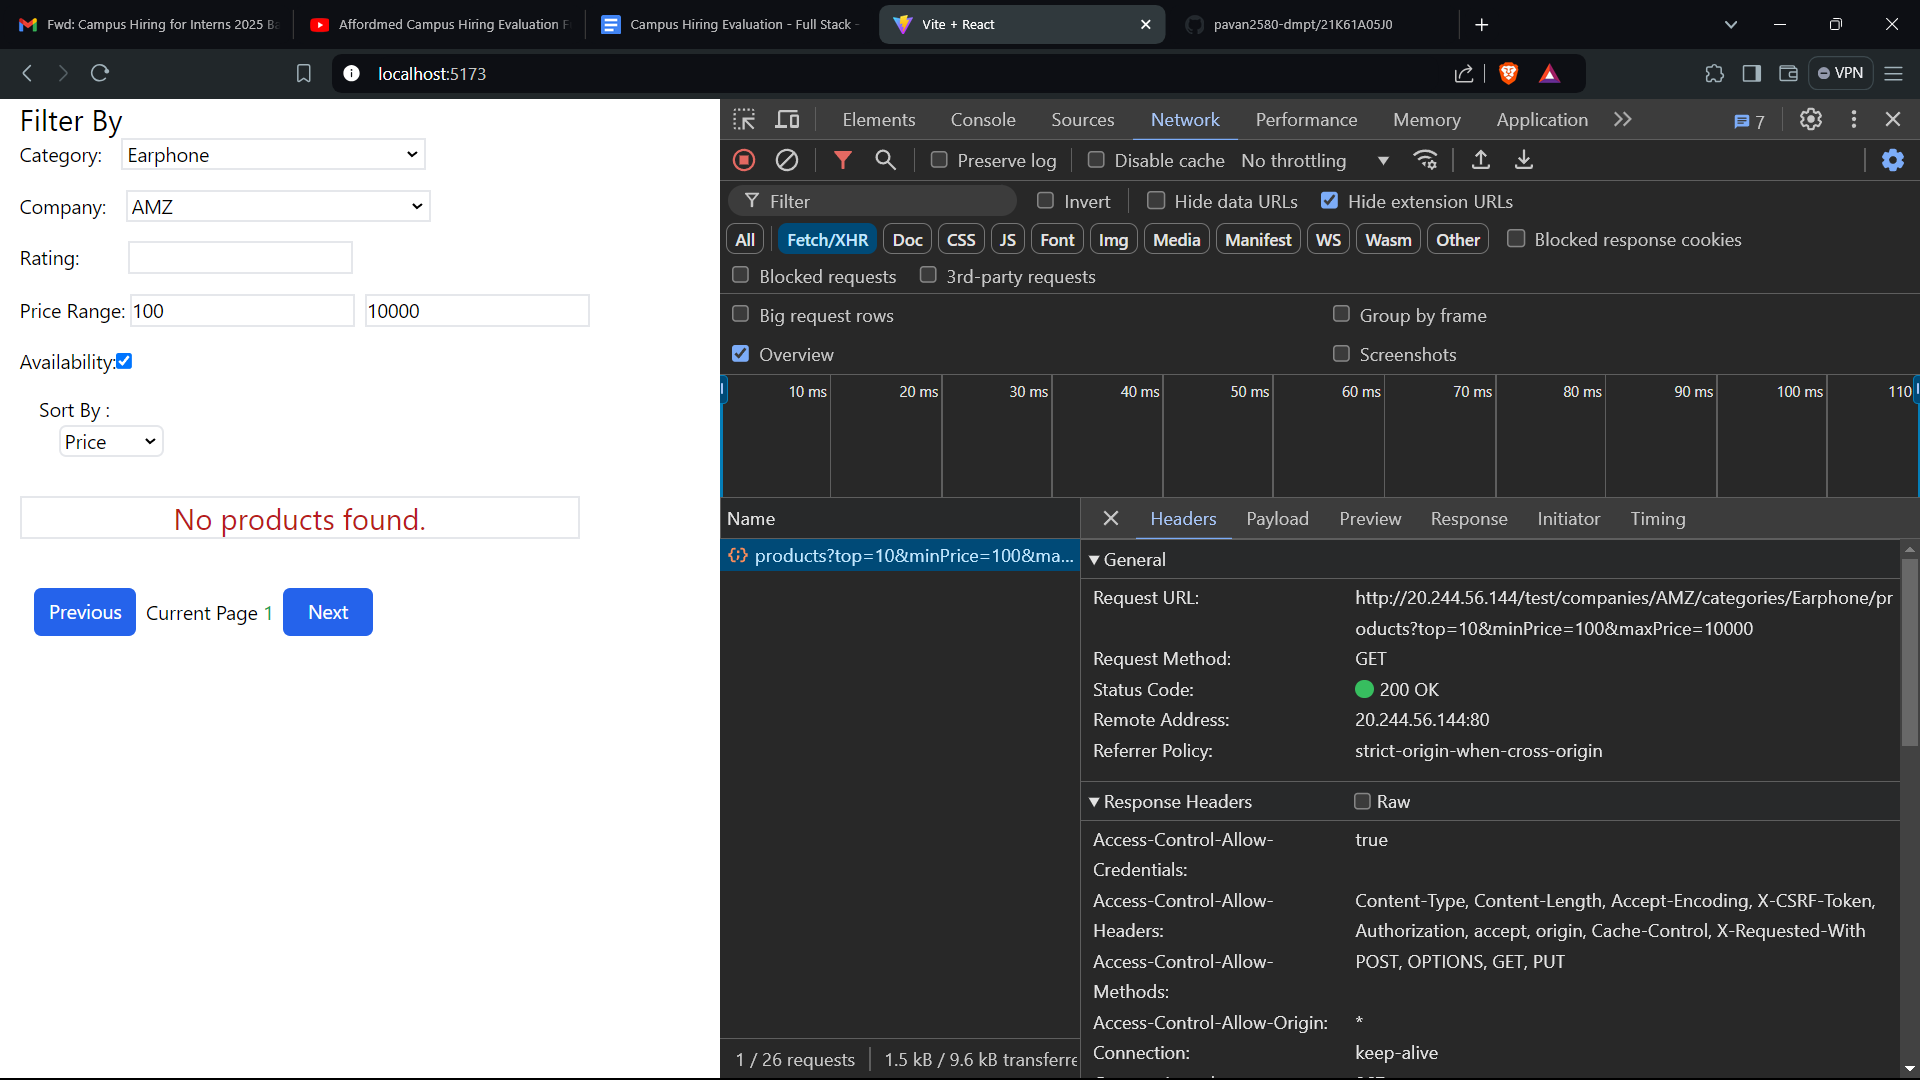 Fwd: Campus Hiring for Interns 2025 Ba
Affordmed Campus Hiring Evaluation F
Campus Hiring Evaluation - Full Stack -
Vite + React
pavan2580-dmpt/21K61A05J0
localhost:5173
VPN
Filter By
Category: Earphone
Company: AMZ
Rating:
Price Range: 100 10000
Availability:
Sort By :
Price
No products found.
Previous Current Page 1 Next
Elements Console Sources Network Performance Memory Application 7
Preserve log Disable cache No throttling
Filter Invert Hide data URLs Hide extension URLs
All Fetch/XHR Doc CSS JS Font Img Media Manifest WS Wasm Other Blocked response cookies
Blocked requests 3rd-party requests
Big request rows Group by frame
Overview Screenshots
10 ms 20 ms 30 ms 40 ms 50 ms 60 ms 70 ms 80 ms 90 ms 100 ms 110
Name
products?top=10&minPrice=100&ma...
1 / 26 requests 1.5 kB / 9.6 kB transferre
Headers Payload Preview Response Initiator Timing
General
Request URL: http://20.244.56.144/test/companies/AMZ/categories/Earphone/pr
oducts?top=10&minPrice=100&maxPrice=10000
Request Method: GET
Status Code: 200 OK
Remote Address: 20.244.56.144:80
Referrer Policy: strict-origin-when-cross-origin
Response Headers Raw
Access-Control-Allow- true
Credentials:
Access-Control-Allow- Content-Type, Content-Length, Accept-Encoding, X-CSRF-Token,
Headers: Authorization, accept, origin, Cache-Control, X-Requested-With
Access-Control-Allow- POST, OPTIONS, GET, PUT
Methods:
Access-Control-Allow-Origin: *
Connection: keep-alive